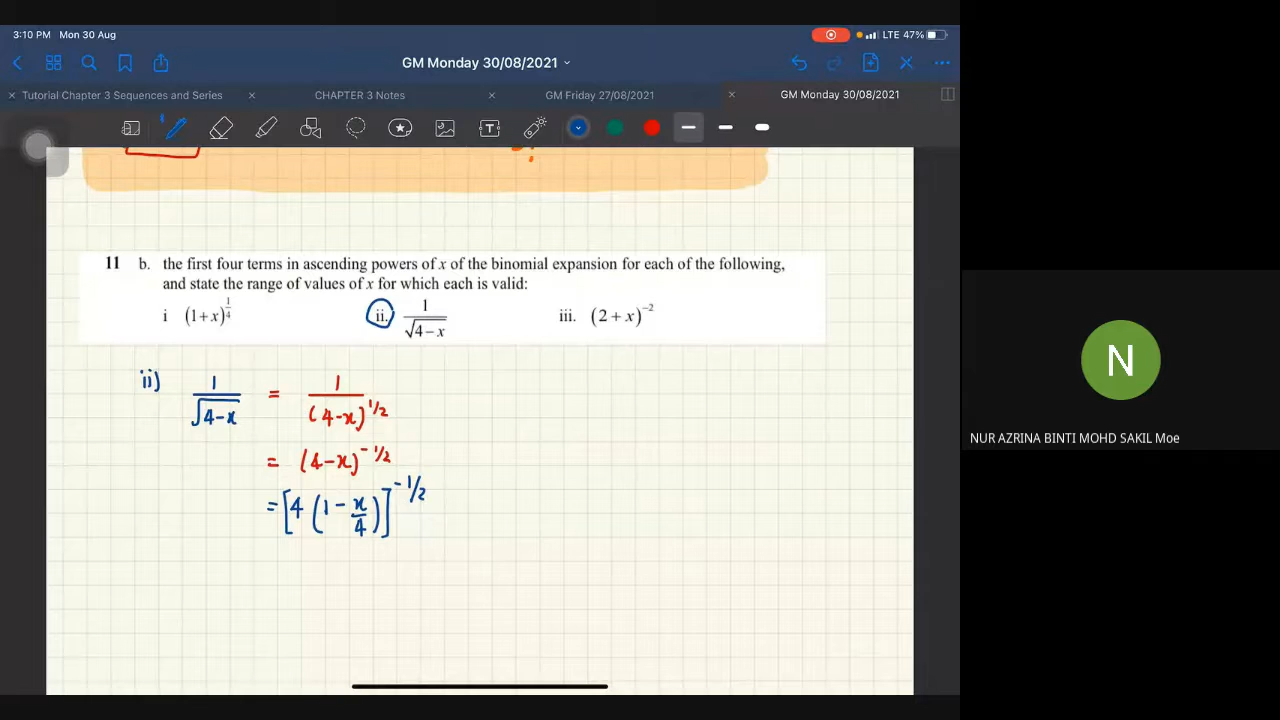 3:10 PM Mon 30 Aug
LTE 47%
GM Monday 30/08/2021
Tutorial Chapter 3 Sequences and Series
CHAPTER 3 Notes
GM Friday 27/08/2021
GM Monday 30/08/2021
11 b. the first four terms in ascending powers of x of the binomial expansion for each of the following,
and state the range of values of x for which each is valid:
i (1+x)^{1/4} ii. 1/√(4−x) iii. (2+x)^{−2}
ii) 1/√(4−x) = 1/(4−x)^{1/2}
= (4−x)^{−1/2}
= [4(1−x/4)]^{−1/2}
N
NUR AZRINA BINTI MOHD SAKIL Moe